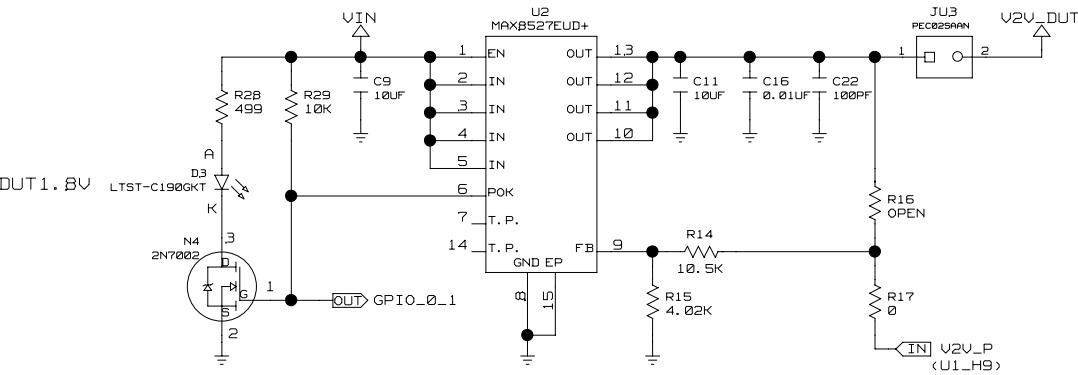 VIN
U2
MAX8527EUD+
JU3
PEC02SAAN
V2V_DUT
1 EN OUT 13
1 2
2 IN OUT 12
C9
10UF
C11
10UF
C16
0.01UF
C22
100PF
R28
499
R29
10K
3 IN OUT 11
4 IN OUT 10
5 IN
A
D3
LTST-C190GKT
DUT1.8V
K
6 POK
7 T.P.
14 T.P. FB 9
GND EP
8 15
R16
OPEN
R14
10.5K
N4
2N7002
3
D
G
S
1
2
OUT GPIO_0_1
R15
4.02K
R17
0
IN V2V_P
(U1_H9)